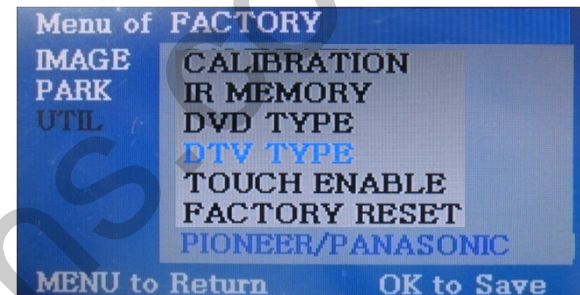 Menu of FACTORY
IMAGE
PARK
UTIL
CALIBRATION
IR MEMORY
DVD TYPE
DTV TYPE
TOUCH ENABLE
FACTORY RESET
PIONEER/PANASONIC
MENU to Return
OK to Save